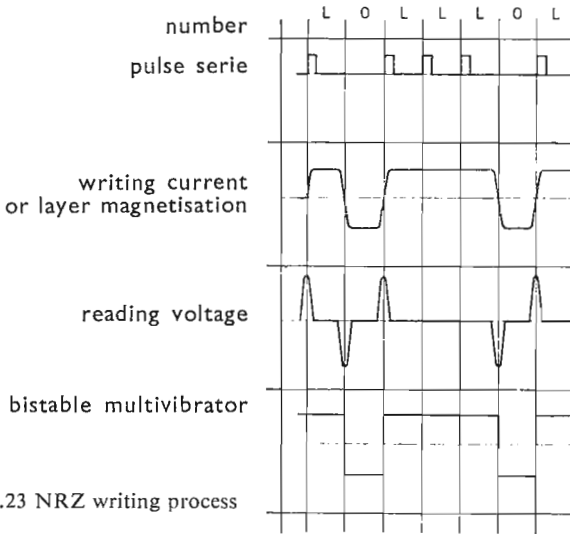 number L O L L L O L
pulse serie
writing current
or layer magnetisation
reading voltage
bistable multivibrator
.23 NRZ writing process